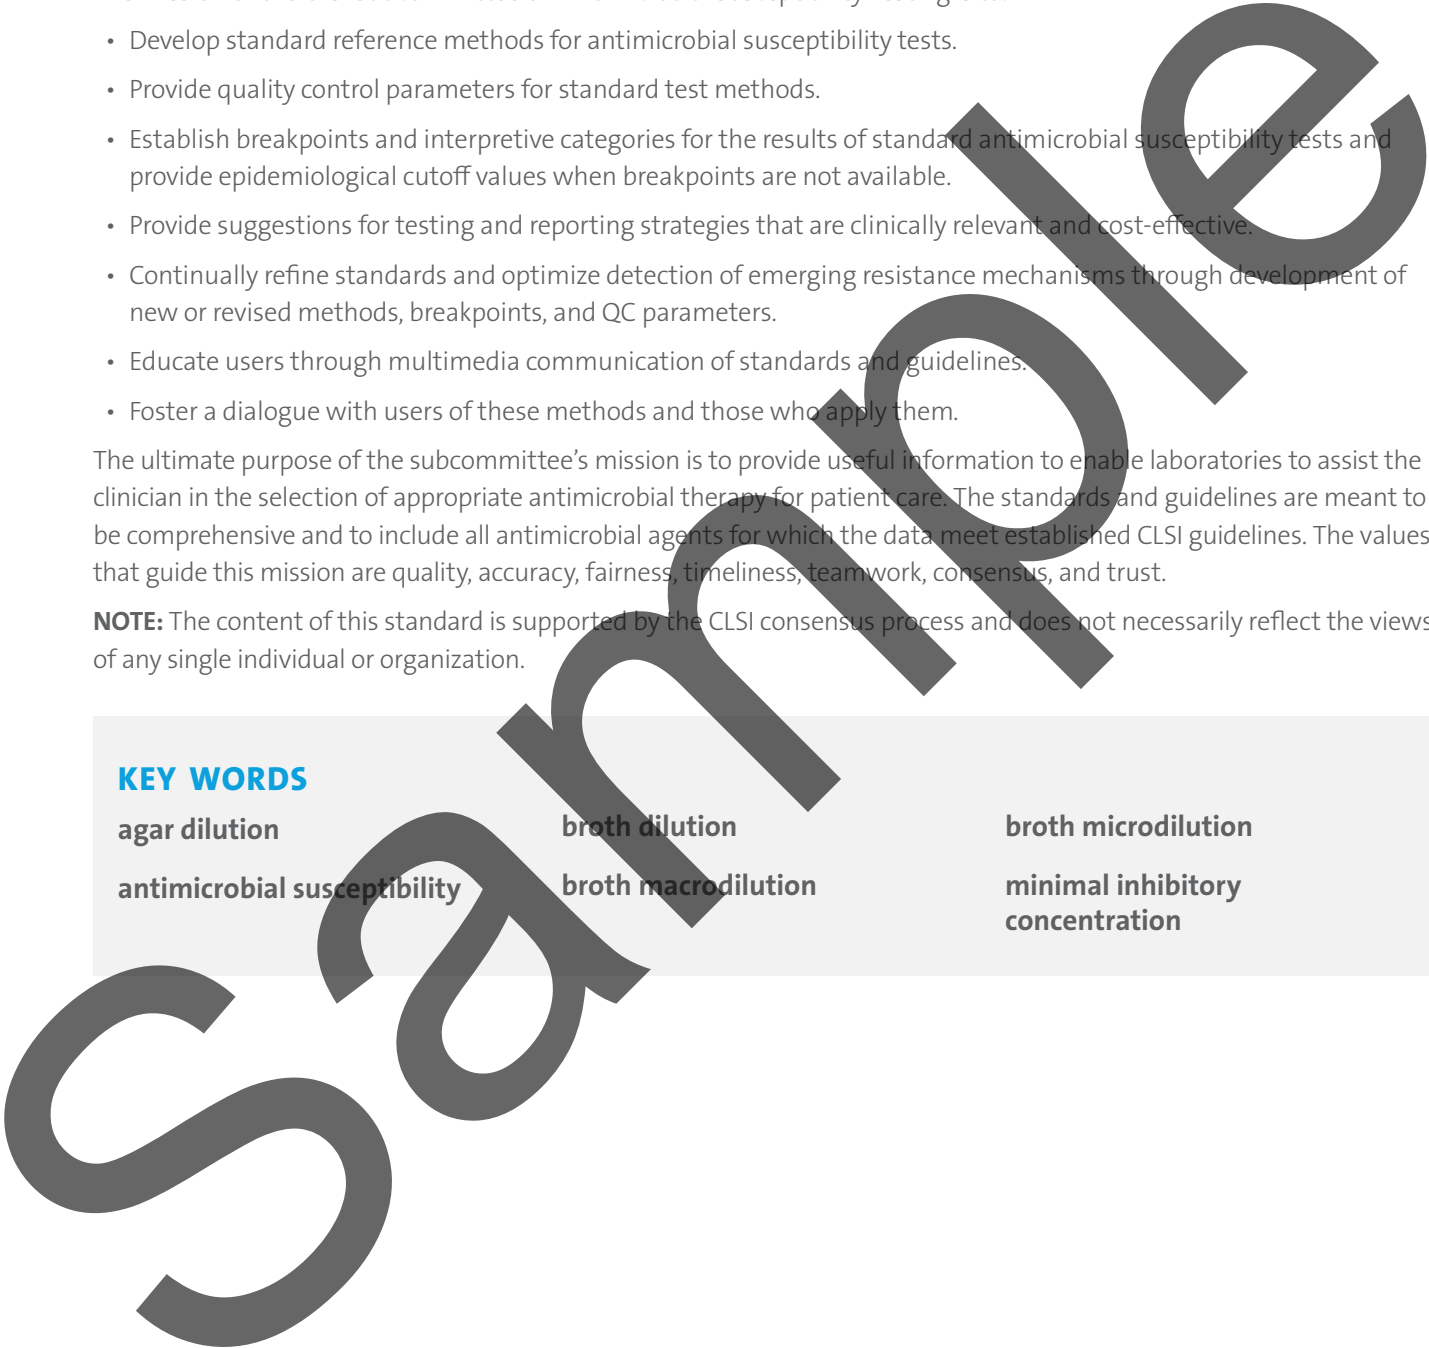 • Develop standard reference methods for antimicrobial susceptibility tests.
• Provide quality control parameters for standard test methods.
• Establish breakpoints and interpretive categories for the results of standard antimicrobial susceptibility tests and
provide epidemiological cutoff values when breakpoints are not available.
• Provide suggestions for testing and reporting strategies that are clinically relevant and cost-effective.
• Continually refine standards and optimize detection of emerging resistance mechanisms through development of
new or revised methods, breakpoints, and QC parameters.
• Educate users through multimedia communication of standards and guidelines.
• Foster a dialogue with users of these methods and those who apply them.
The ultimate purpose of the subcommittee’s mission is to provide useful information to enable laboratories to assist the
clinician in the selection of appropriate antimicrobial therapy for patient care. The standards and guidelines are meant to
be comprehensive and to include all antimicrobial agents for which the data meet established CLSI guidelines. The values
that guide this mission are quality, accuracy, fairness, timeliness, teamwork, consensus, and trust.
NOTE: The content of this standard is supported by the CLSI consensus process and does not necessarily reflect the views
of any single individual or organization.
KEY WORDS
agar dilution
antimicrobial susceptibility
broth dilution
broth macrodilution
broth microdilution
minimal inhibitory
concentration
Sample